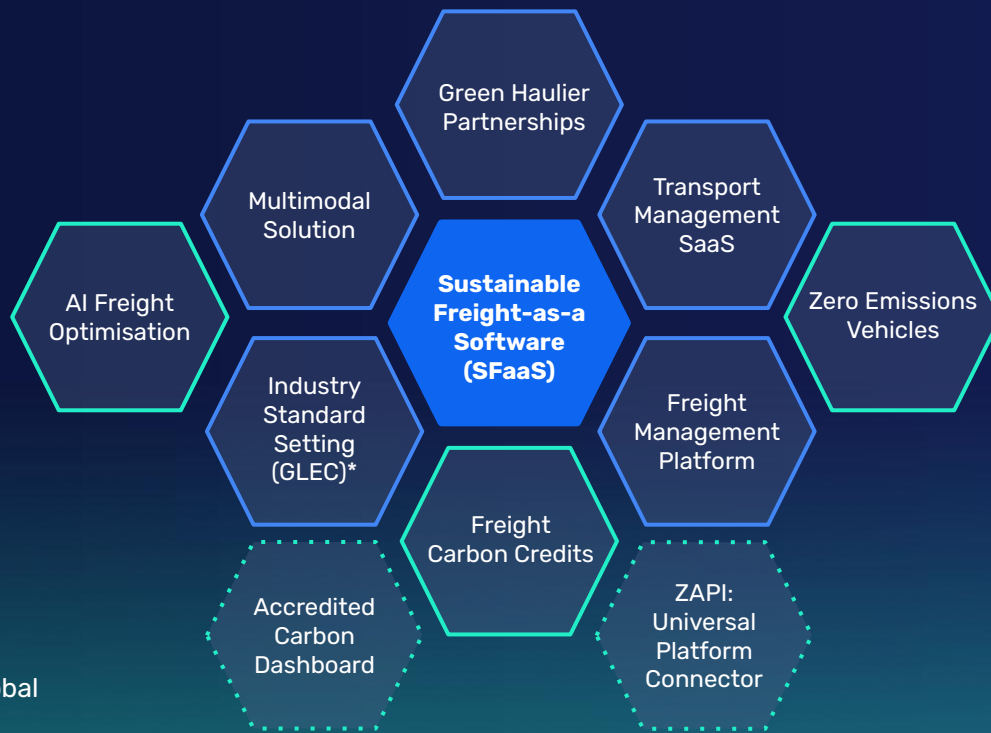 Green Haulier
Partnerships
Multimodal
Solution
Transport
Management
SaaS
AI Freight
Optimisation
Sustainable
Freight-as-a
Software
(SFaaS)
Zero Emissions
Vehicles
Industry
Standard
Setting
(GLEC)*
Freight
Management
Platform
Freight
Carbon Credits
Accredited
Carbon
Dashboard
ZAPI:
Universal
Platform
Connector
obal